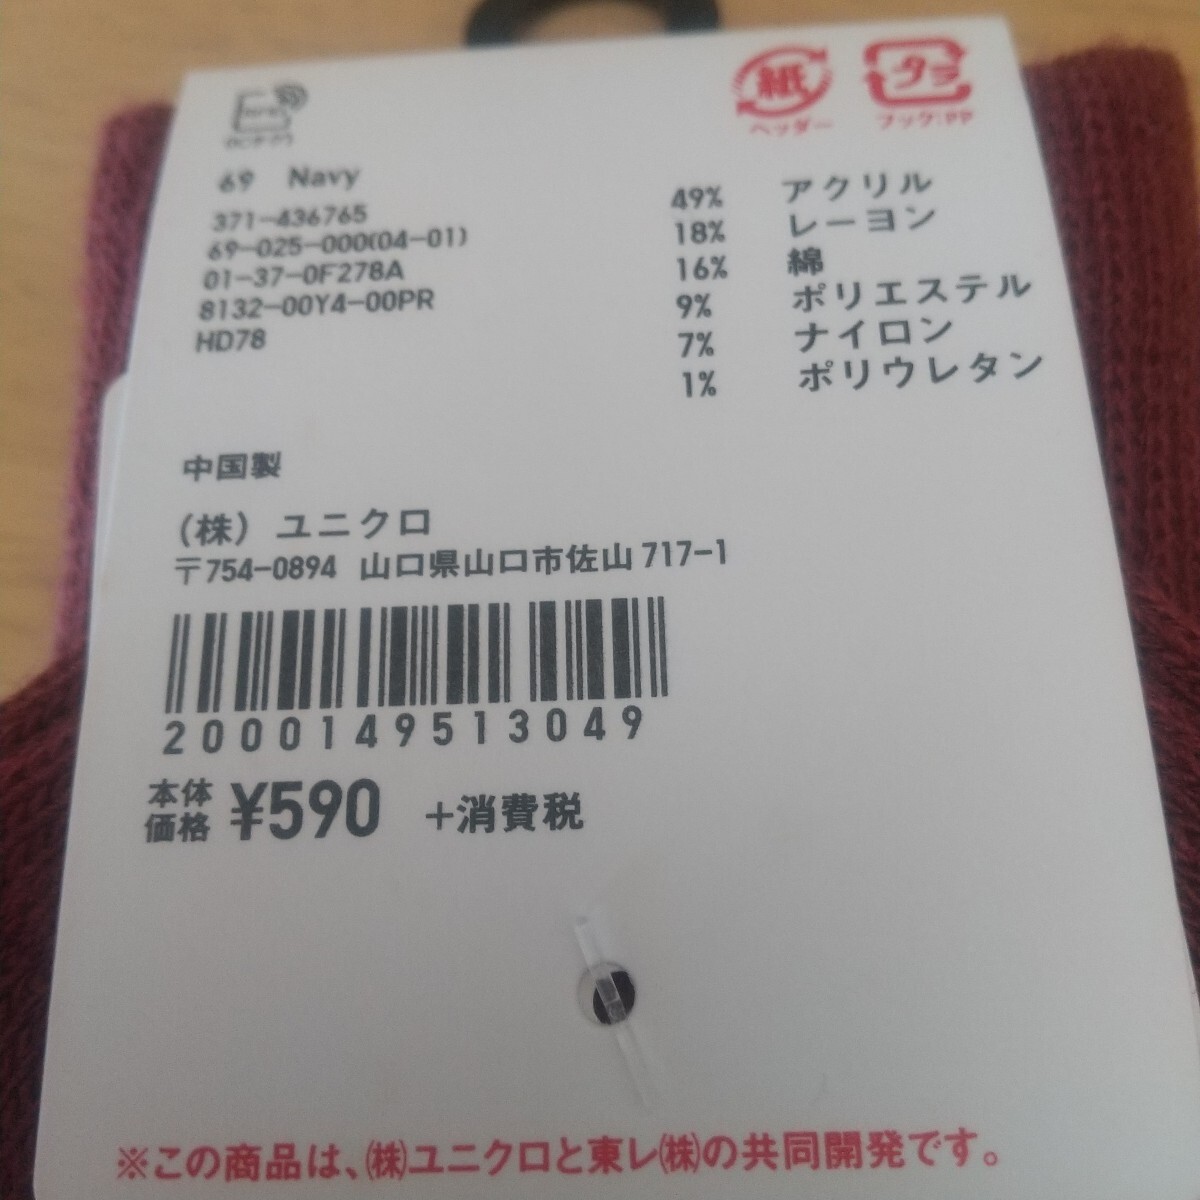 紙
ヘッダー
プラ
フック:PP
69 Navy
371-436765
69-025-000(04-01)
01-37-0F278A
8132-00Y4-00PR
HD78
49% アクリル
18% レーヨン
16% 綿
9% ポリエステル
7% ナイロン
1% ポリウレタン
中国製
(株) ユニクロ
〒754-0894 山口県山口市佐山 717-1
2000149513049
本体
価格 ¥590 +消費税
※この商品は、(株)ユニクロと東レ(株)の共同開発です。